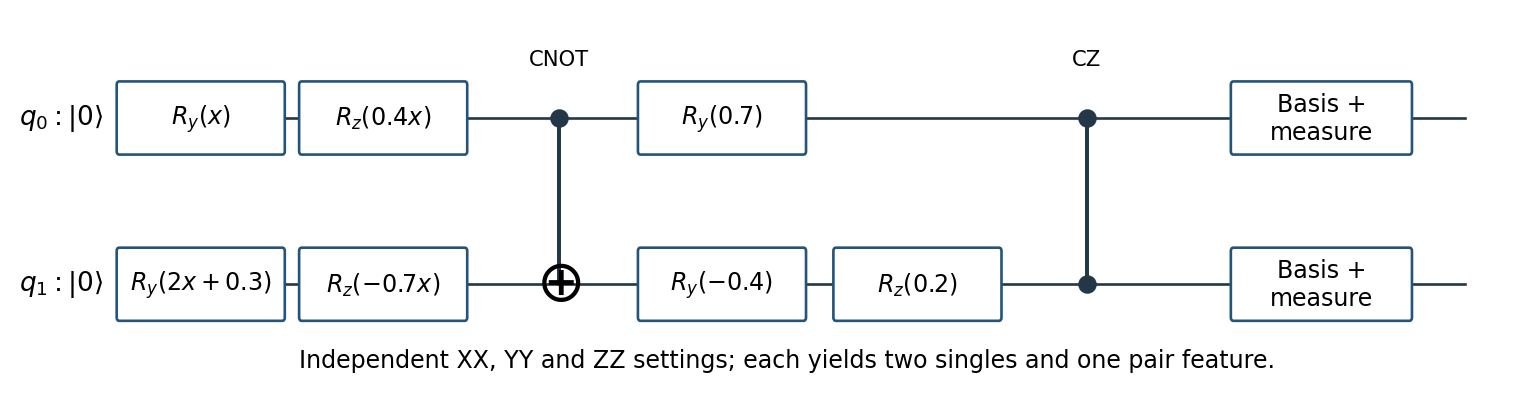 CNOT
CZ
q₀ : |0⟩
R_y(x)
R_z(0.4x)
R_y(0.7)
Basis +
measure
q₁ : |0⟩
R_y(2x + 0.3)
R_z(−0.7x)
R_y(−0.4)
R_z(0.2)
Basis +
measure
Independent XX, YY and ZZ settings; each yields two singles and one pair feature.